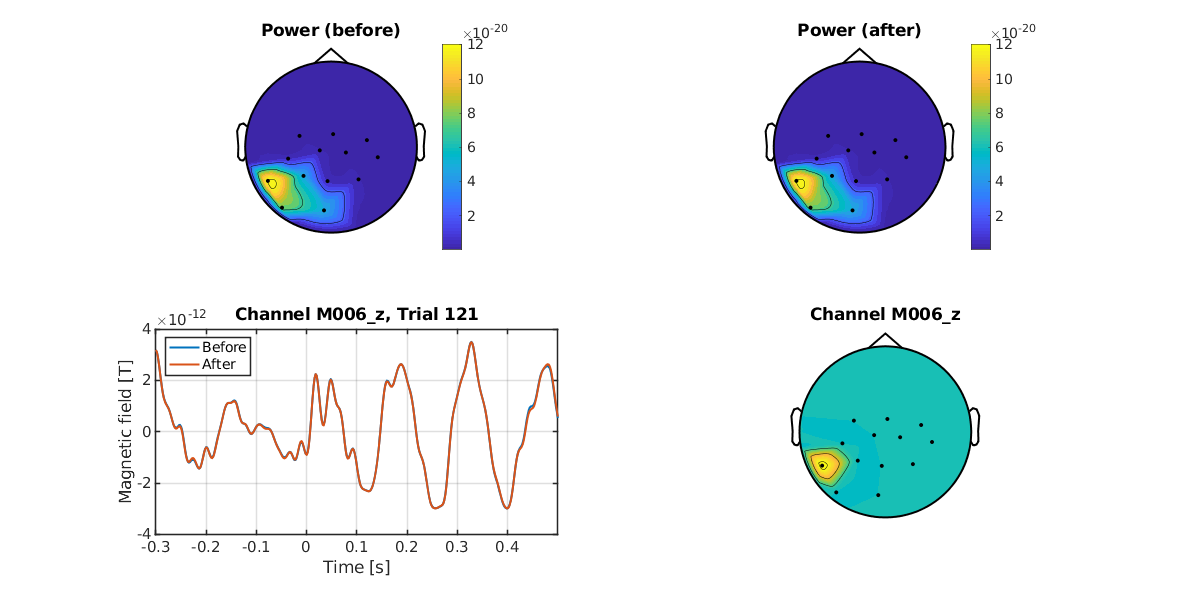 Power (before)
×10-20
12
10
8
6
4
2
Power (after)
×10-20
12
10
8
6
4
2
Channel M006_z, Trial 121
×10-12
Before
After
4
2
0
-2
-4
Magnetic field [T]
-0.3 -0.2 -0.1 0 0.1 0.2 0.3 0.4
Time [s]
Channel M006_z